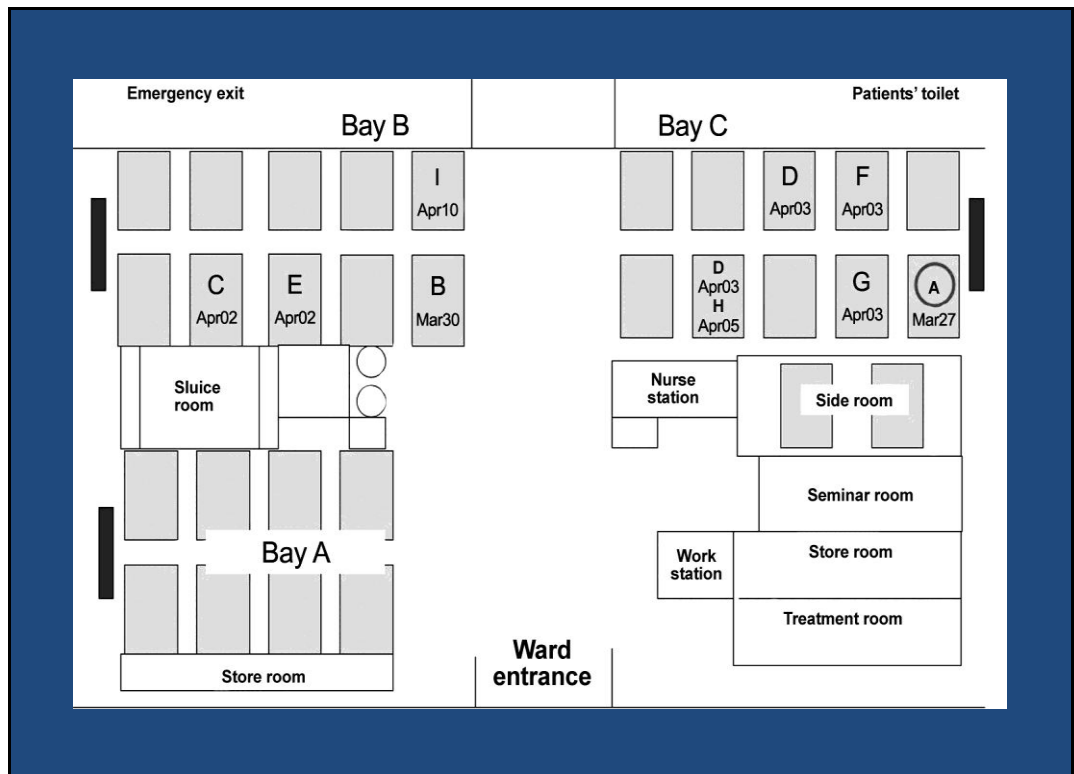 Emergency exit
Patients' toilet
Bay B
Bay C
I
Apr10
D
Apr03
F
Apr03
C
Apr02
E
Apr02
B
Mar30
D
Apr03
H
Apr05
G
Apr03
A
Mar27
Sluice
room
Nurse
station
Side room
Seminar room
Bay A
Work
station
Store room
Treatment room
Store room
Ward
entrance